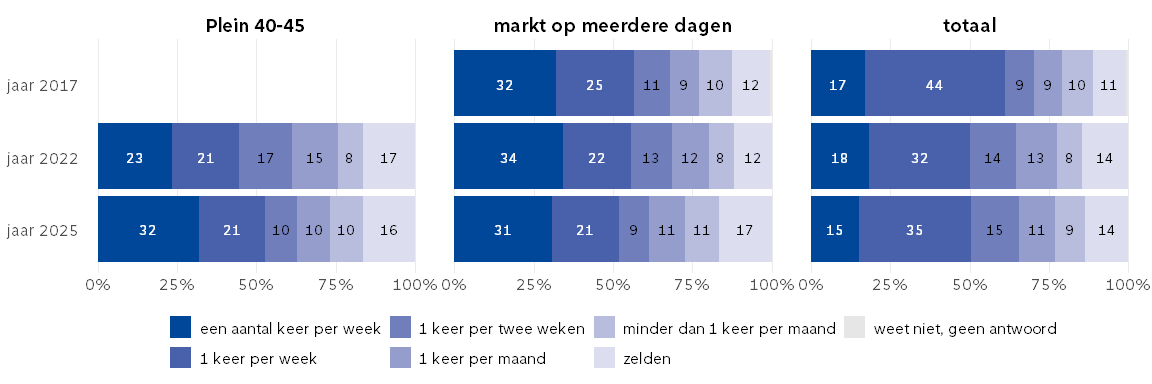 Plein 40-45 markt op meerdere dagen totaal
jaar 2017 32 25 11 9 10 12 17 44 9 9 10 11
jaar 2022 23 21 17 15 8 17 34 22 13 12 8 12 18 32 14 13 8 14
jaar 2025 32 21 10 10 10 16 31 21 9 11 11 17 15 35 15 11 9 14
0% 25% 50% 75% 100% 0% 25% 50% 75% 100% 0% 25% 50% 75% 100%
een aantal keer per week 1 keer per twee weken minder dan 1 keer per maand weet niet, geen antwoord
1 keer per week 1 keer per maand zelden